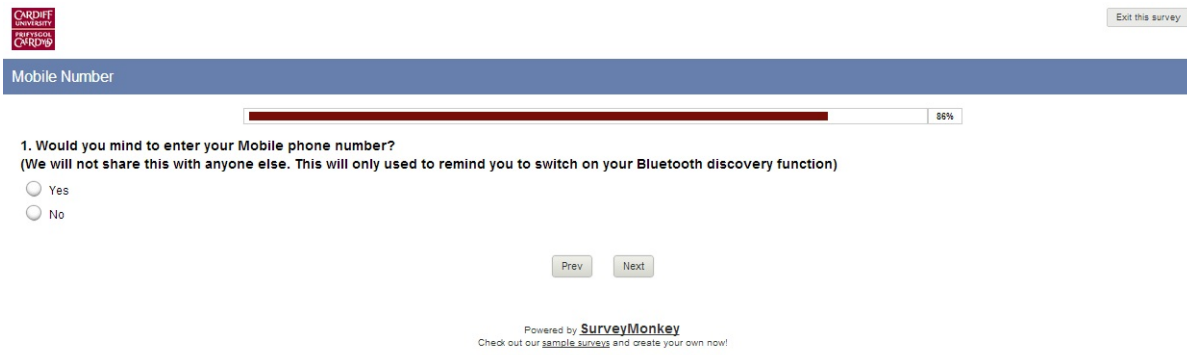 CARDIFF
UNIVERSITY
PRIFYSGOL
CAERDYDD
Exit this survey
Mobile Number
86%
1. Would you mind to enter your Mobile phone number?
(We will not share this with anyone else. This will only used to remind you to switch on your Bluetooth discovery function)
Yes
No
Prev Next
Powered by SurveyMonkey
Check out our sample surveys and create your own now!